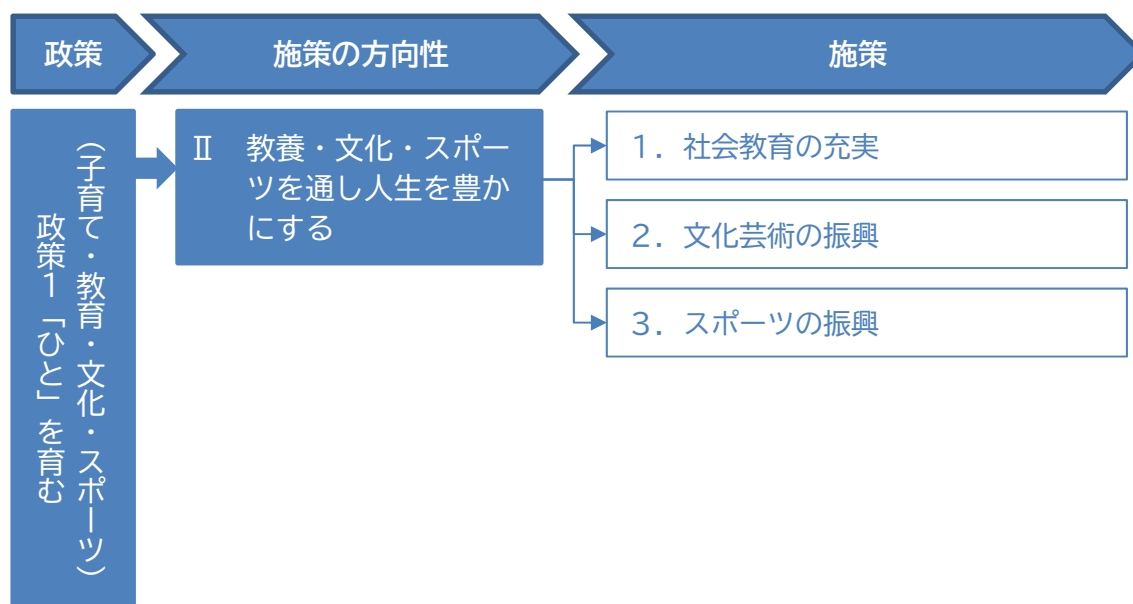 政策
施策の方向性
施策
(子育て・教育・文化・スポーツ)
政策1「ひと」を育む
Ⅱ 教養・文化・スポー
ツを通し人生を豊か
にする
1．社会教育の充実
2．文化芸術の振興
3．スポーツの振興